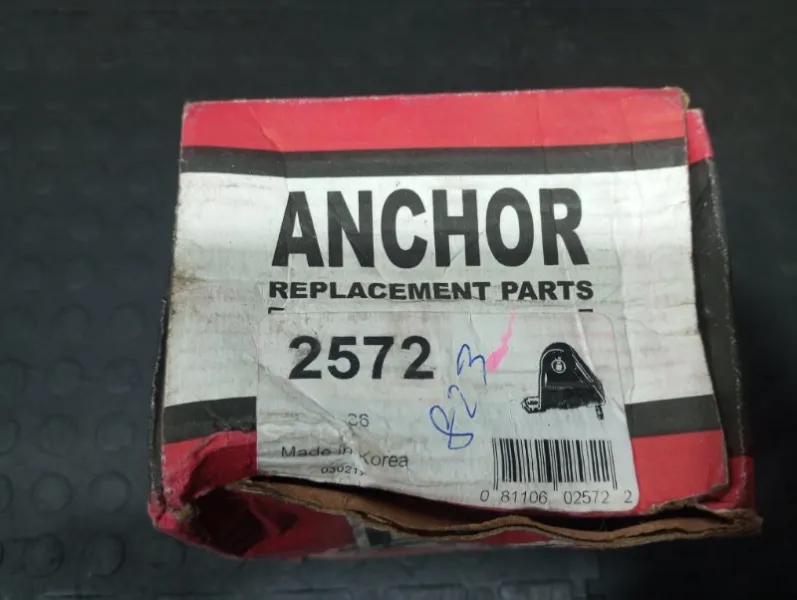 ANCHOR
REPLACEMENT PARTS
2572
823
Made in Korea
0 81106 02572 2